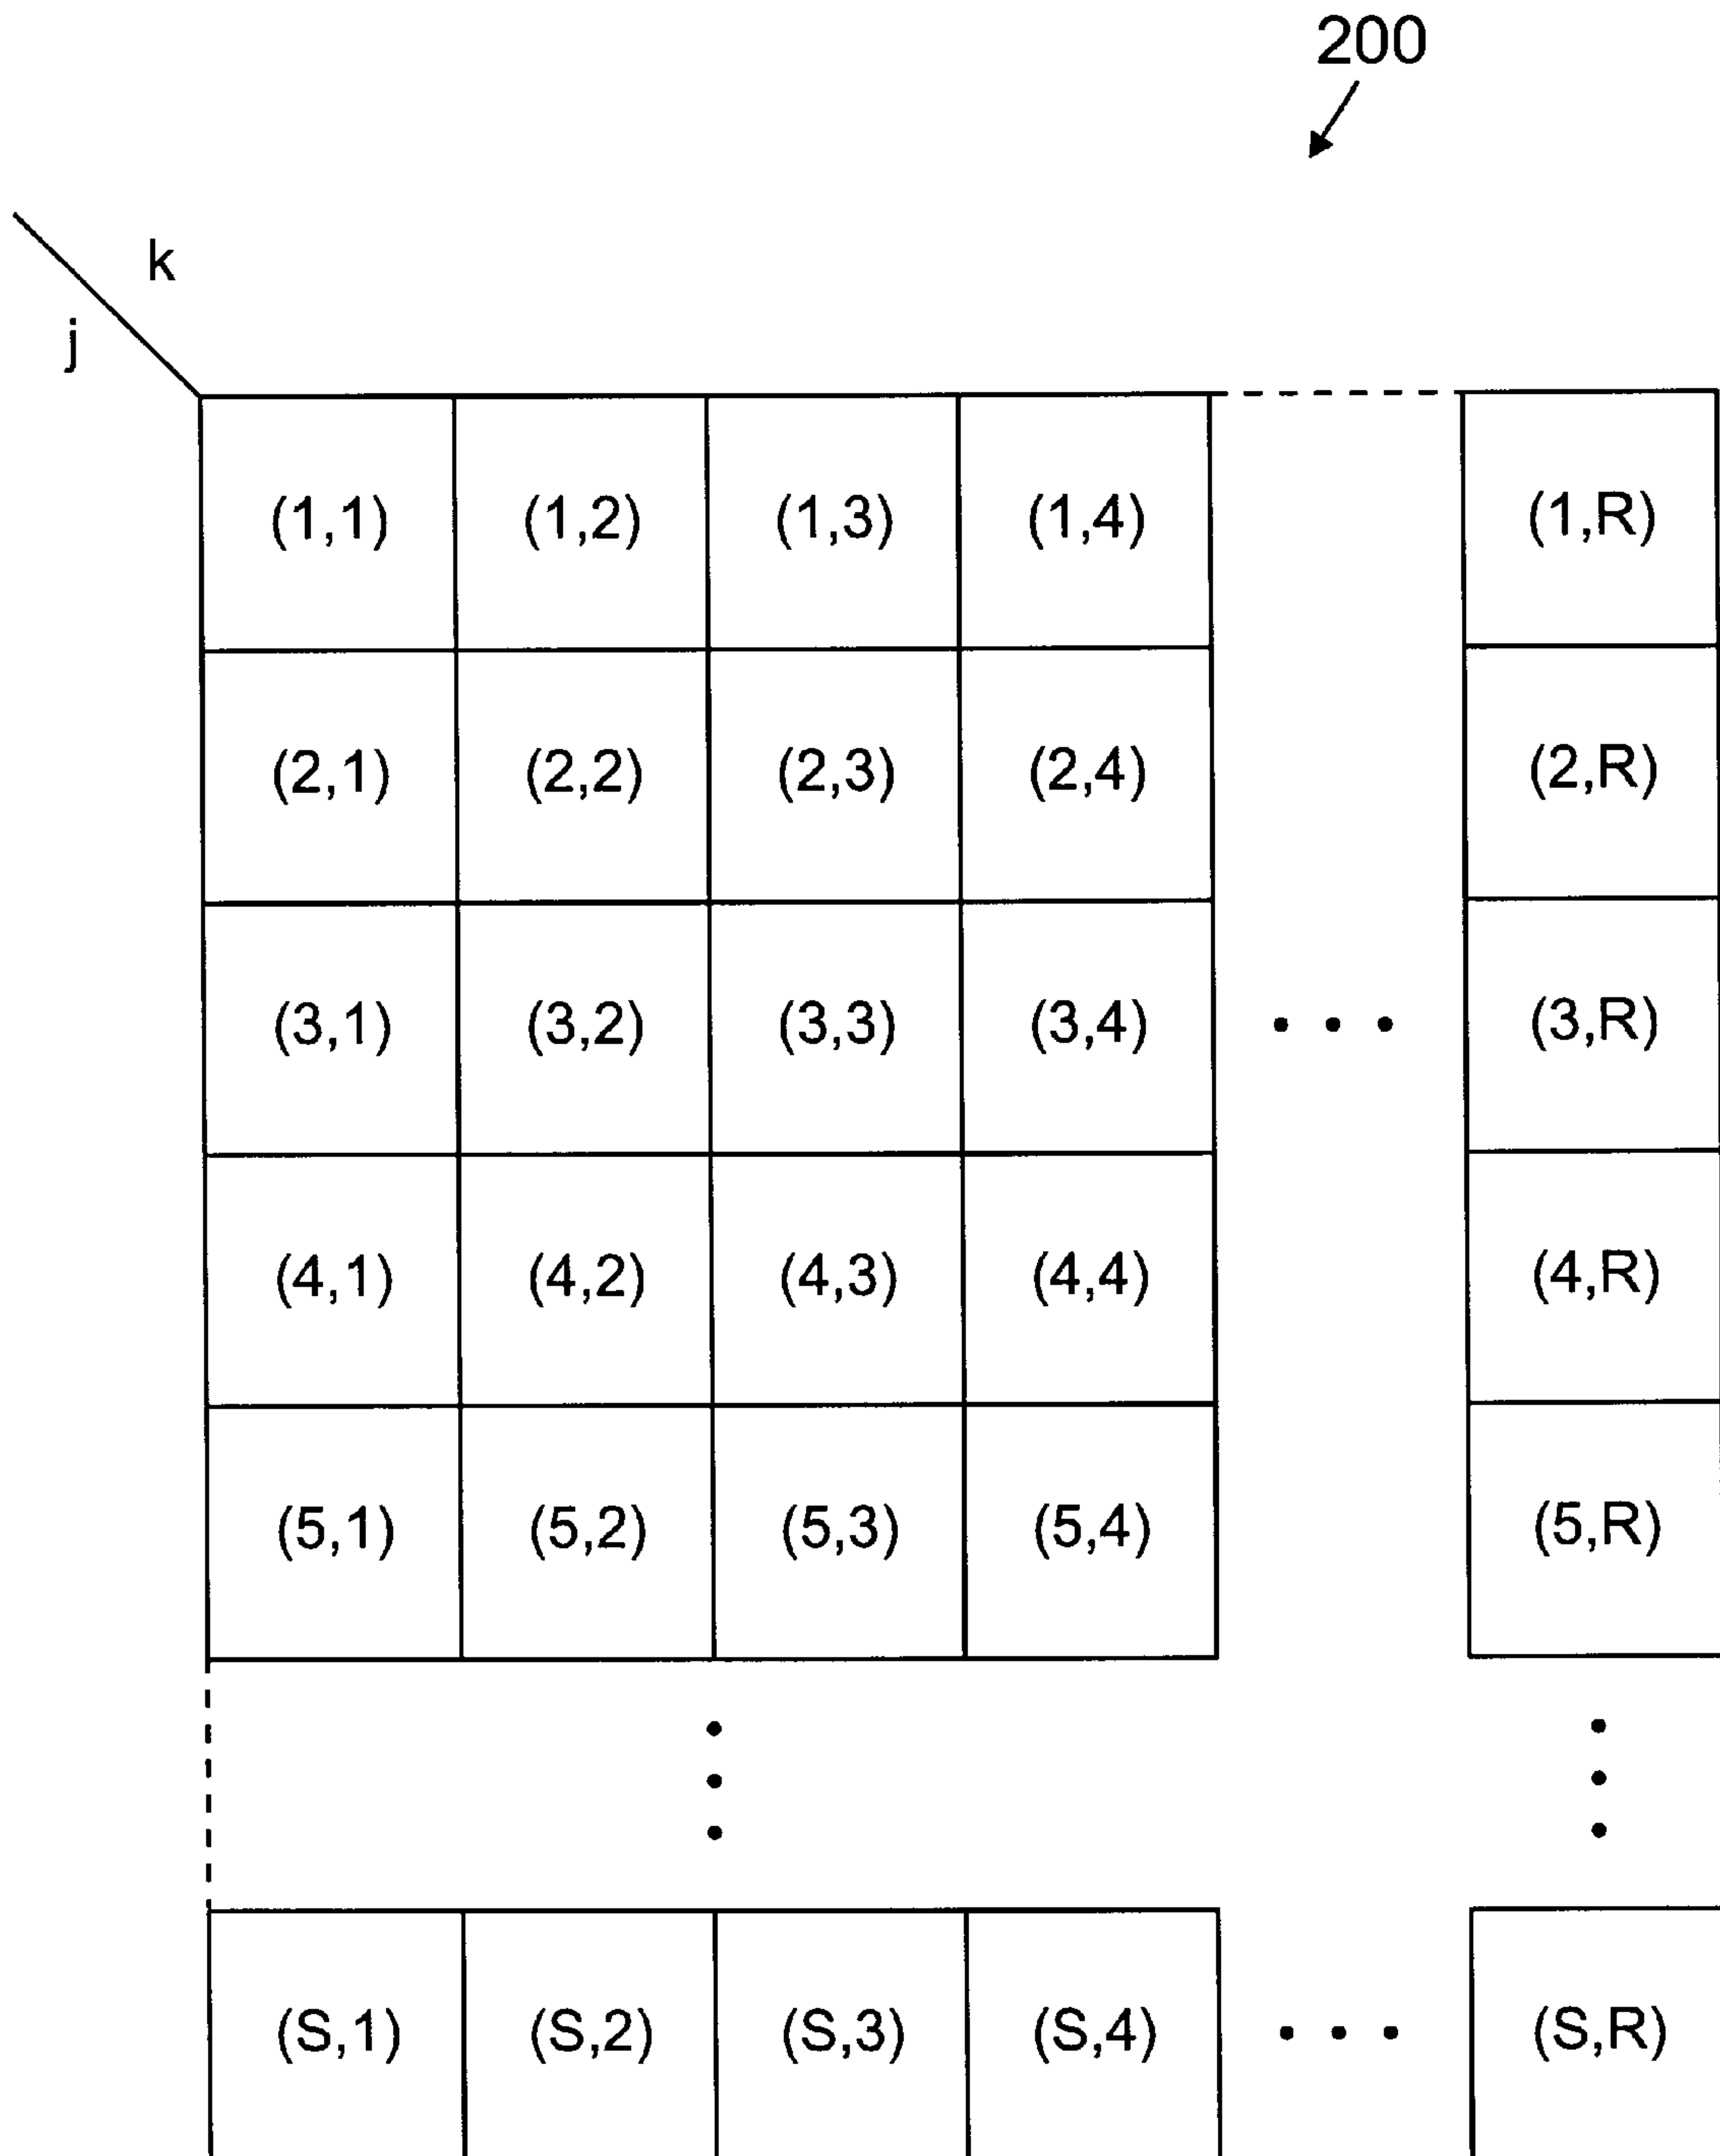 200
k
j
(1,1) (1,2) (1,3) (1,4) (1,R)
(2,1) (2,2) (2,3) (2,4) (2,R)
(3,1) (3,2) (3,3) (3,4) • • • (3,R)
(4,1) (4,2) (4,3) (4,4) (4,R)
(5,1) (5,2) (5,3) (5,4) (5,R)
(S,1) (S,2) (S,3) (S,4) • • • (S,R)